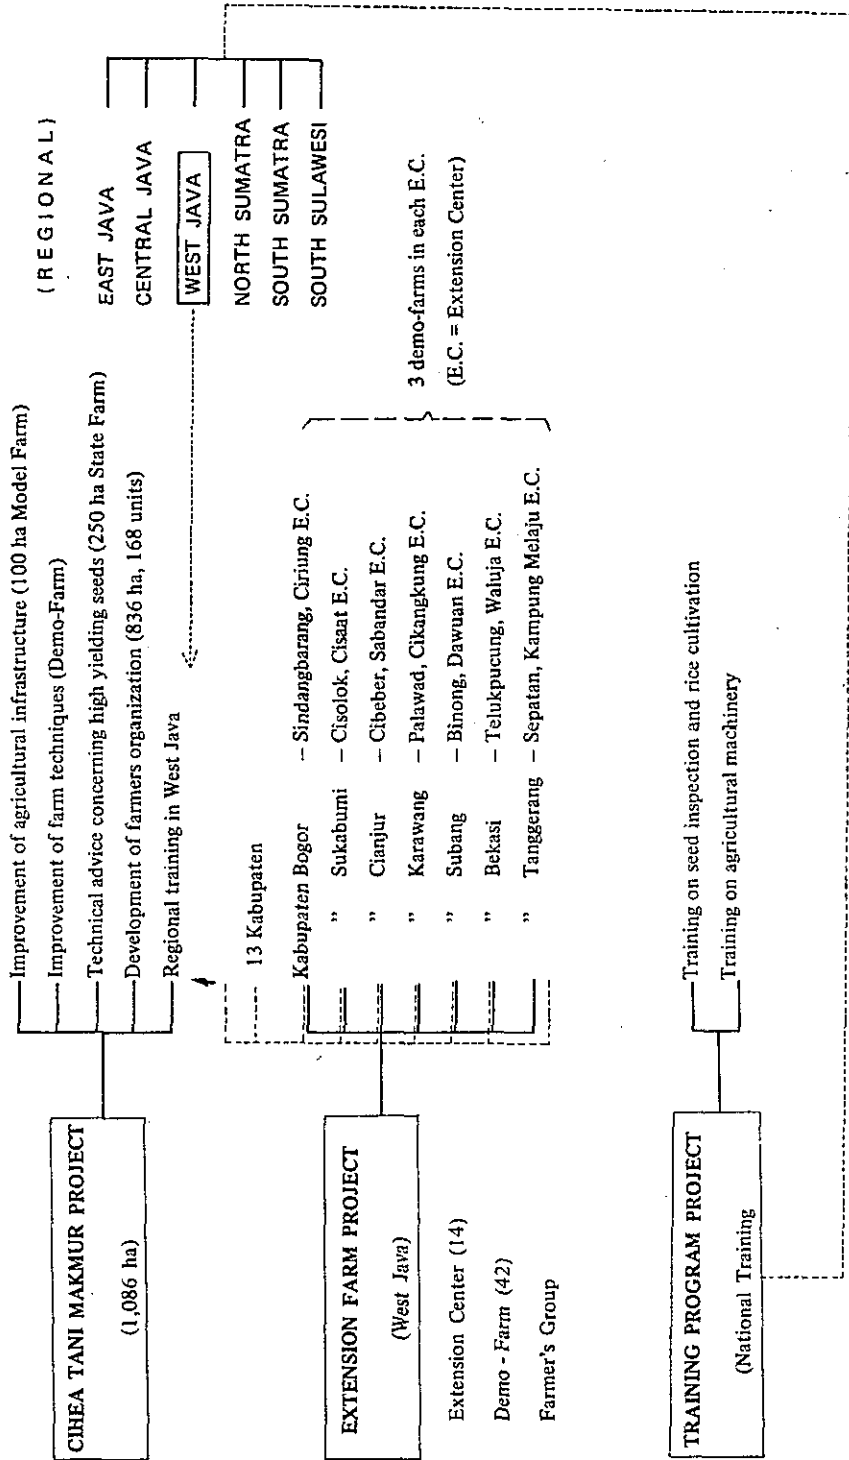 CIHEA TANI MAKMUR PROJECT
(1,086 ha)
Improvement of agricultural infrastructure (100 ha Model Farm)
Improvement of farm techniques (Demo-Farm)
Technical advice concerning high yielding seeds (250 ha State Farm)
Development of farmers organization (836 ha, 168 units)
Regional training in West Java
(REGIONAL)
EAST JAVA
CENTRAL JAVA
WEST JAVA
NORTH SUMATRA
SOUTH SUMATRA
SOUTH SULAWESI
EXTENSION FARM PROJECT
(West Java)
Extension Center (14)
Demo - Farm (42)
Farmer's Group
13 Kabupaten
Kabupaten Bogor – Sindangbarang, Ciriung E.C.
” Sukabumi – Cisolok, Cisaat E.C.
” Cianjur – Cibeber, Sabandar E.C.
” Karawang – Palawad, Cikangkung E.C.
” Subang – Binong, Dawuan E.C.
” Bekasi – Telukpucung, Waluja E.C.
” Tanggerang – Sepatan, Kampung Melaju E.C.
3 demo-farms in each E.C.
(E.C. = Extension Center)
TRAINING PROGRAM PROJECT
(National Training)
Training on seed inspection and rice cultivation
Training on agricultural machinery